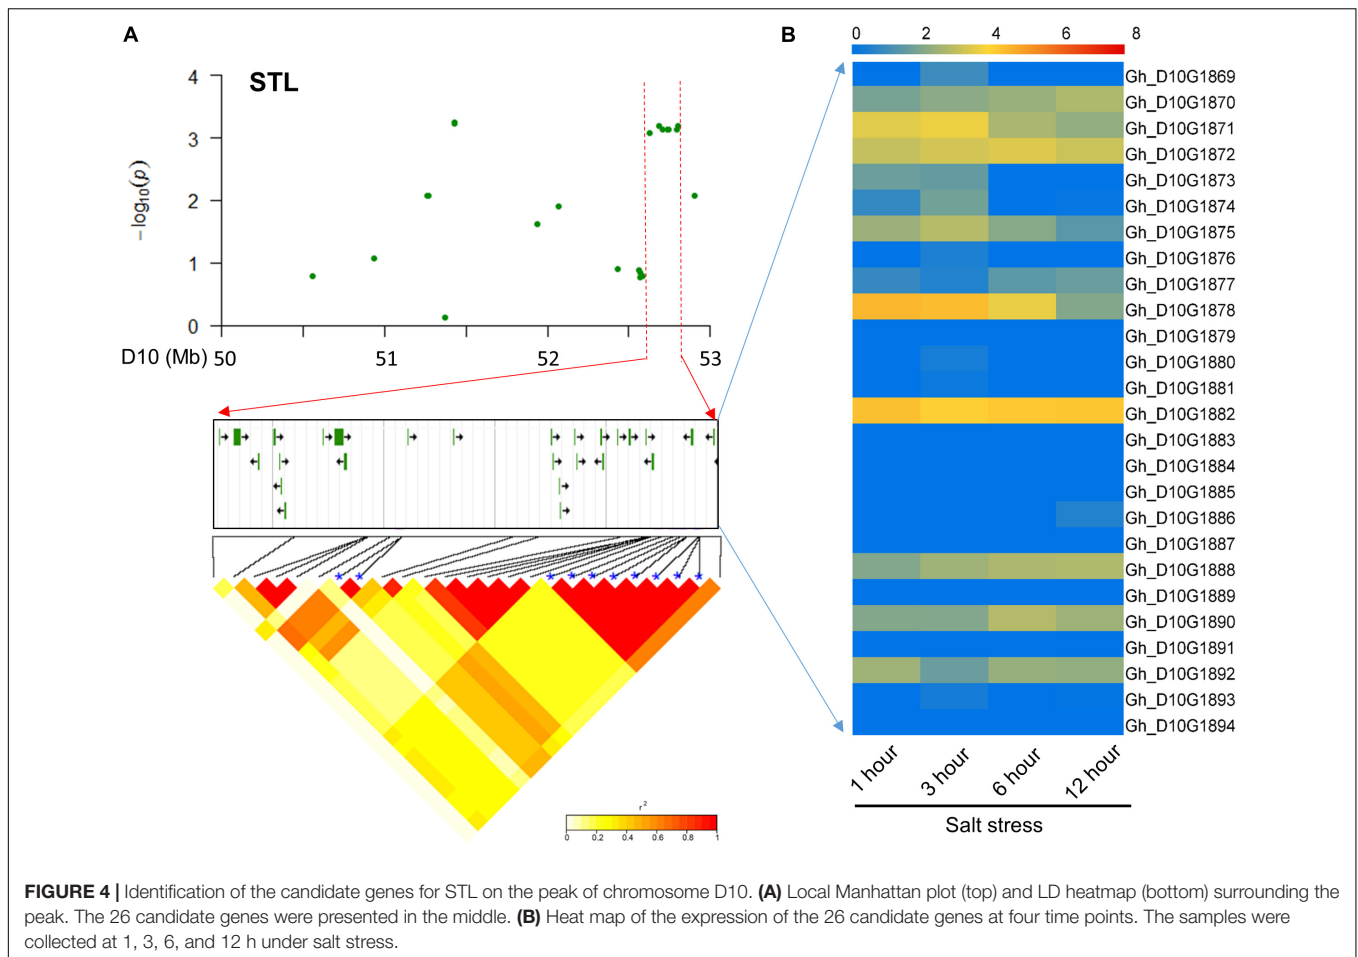 A
STL
4
3
2
1
0
−log10(p)
D10 (Mb) 50 51 52 53
r2
0 0.2 0.4 0.6 0.8 1
B
0 2 4 6 8
Gh_D10G1869
Gh_D10G1870
Gh_D10G1871
Gh_D10G1872
Gh_D10G1873
Gh_D10G1874
Gh_D10G1875
Gh_D10G1876
Gh_D10G1877
Gh_D10G1878
Gh_D10G1879
Gh_D10G1880
Gh_D10G1881
Gh_D10G1882
Gh_D10G1883
Gh_D10G1884
Gh_D10G1885
Gh_D10G1886
Gh_D10G1887
Gh_D10G1888
Gh_D10G1889
Gh_D10G1890
Gh_D10G1891
Gh_D10G1892
Gh_D10G1893
Gh_D10G1894
1 hour 3 hour 6 hour 12 hour
Salt stress
FIGURE 4 | Identification of the candidate genes for STL on the peak of chromosome D10. (A) Local Manhattan plot (top) and LD heatmap (bottom) surrounding the
peak. The 26 candidate genes were presented in the middle. (B) Heat map of the expression of the 26 candidate genes at four time points. The samples were
collected at 1, 3, 6, and 12 h under salt stress.